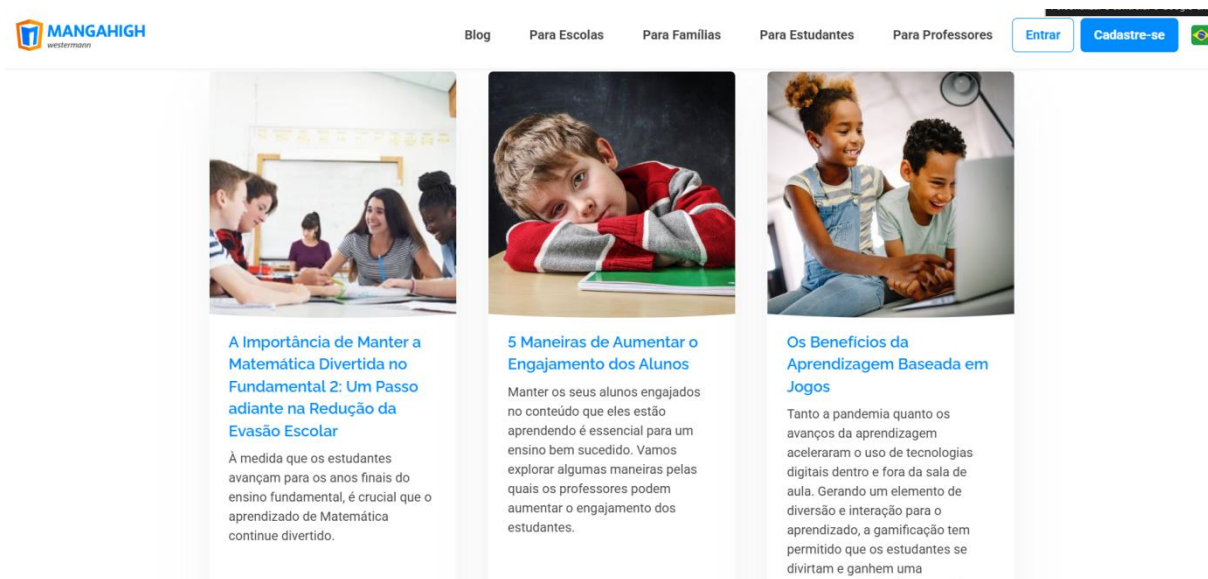 MANGAHIGH
westermann
Blog
Para Escolas
Para Famílias
Para Estudantes
Para Professores
Entrar
Cadastre-se
A Importância de Manter a
Matemática Divertida no
Fundamental 2: Um Passo
adiante na Redução da
Evasão Escolar
À medida que os estudantes
avançam para os anos finais do
ensino fundamental, é crucial que o
aprendizado de Matemática
continue divertido.
5 Maneiras de Aumentar o
Engajamento dos Alunos
Manter os seus alunos engajados
no conteúdo que eles estão
aprendendo é essencial para um
ensino bem sucedido. Vamos
explorar algumas maneiras pelas
quais os professores podem
aumentar o engajamento dos
estudantes.
Os Benefícios da
Aprendizagem Baseada em
Jogos
Tanto a pandemia quanto os
avanços da aprendizagem
aceleraram o uso de tecnologias
digitais dentro e fora da sala de
aula. Gerando um elemento de
diversão e interação para o
aprendizado, a gamificação tem
permitido que os estudantes se
divirtam e ganhem uma